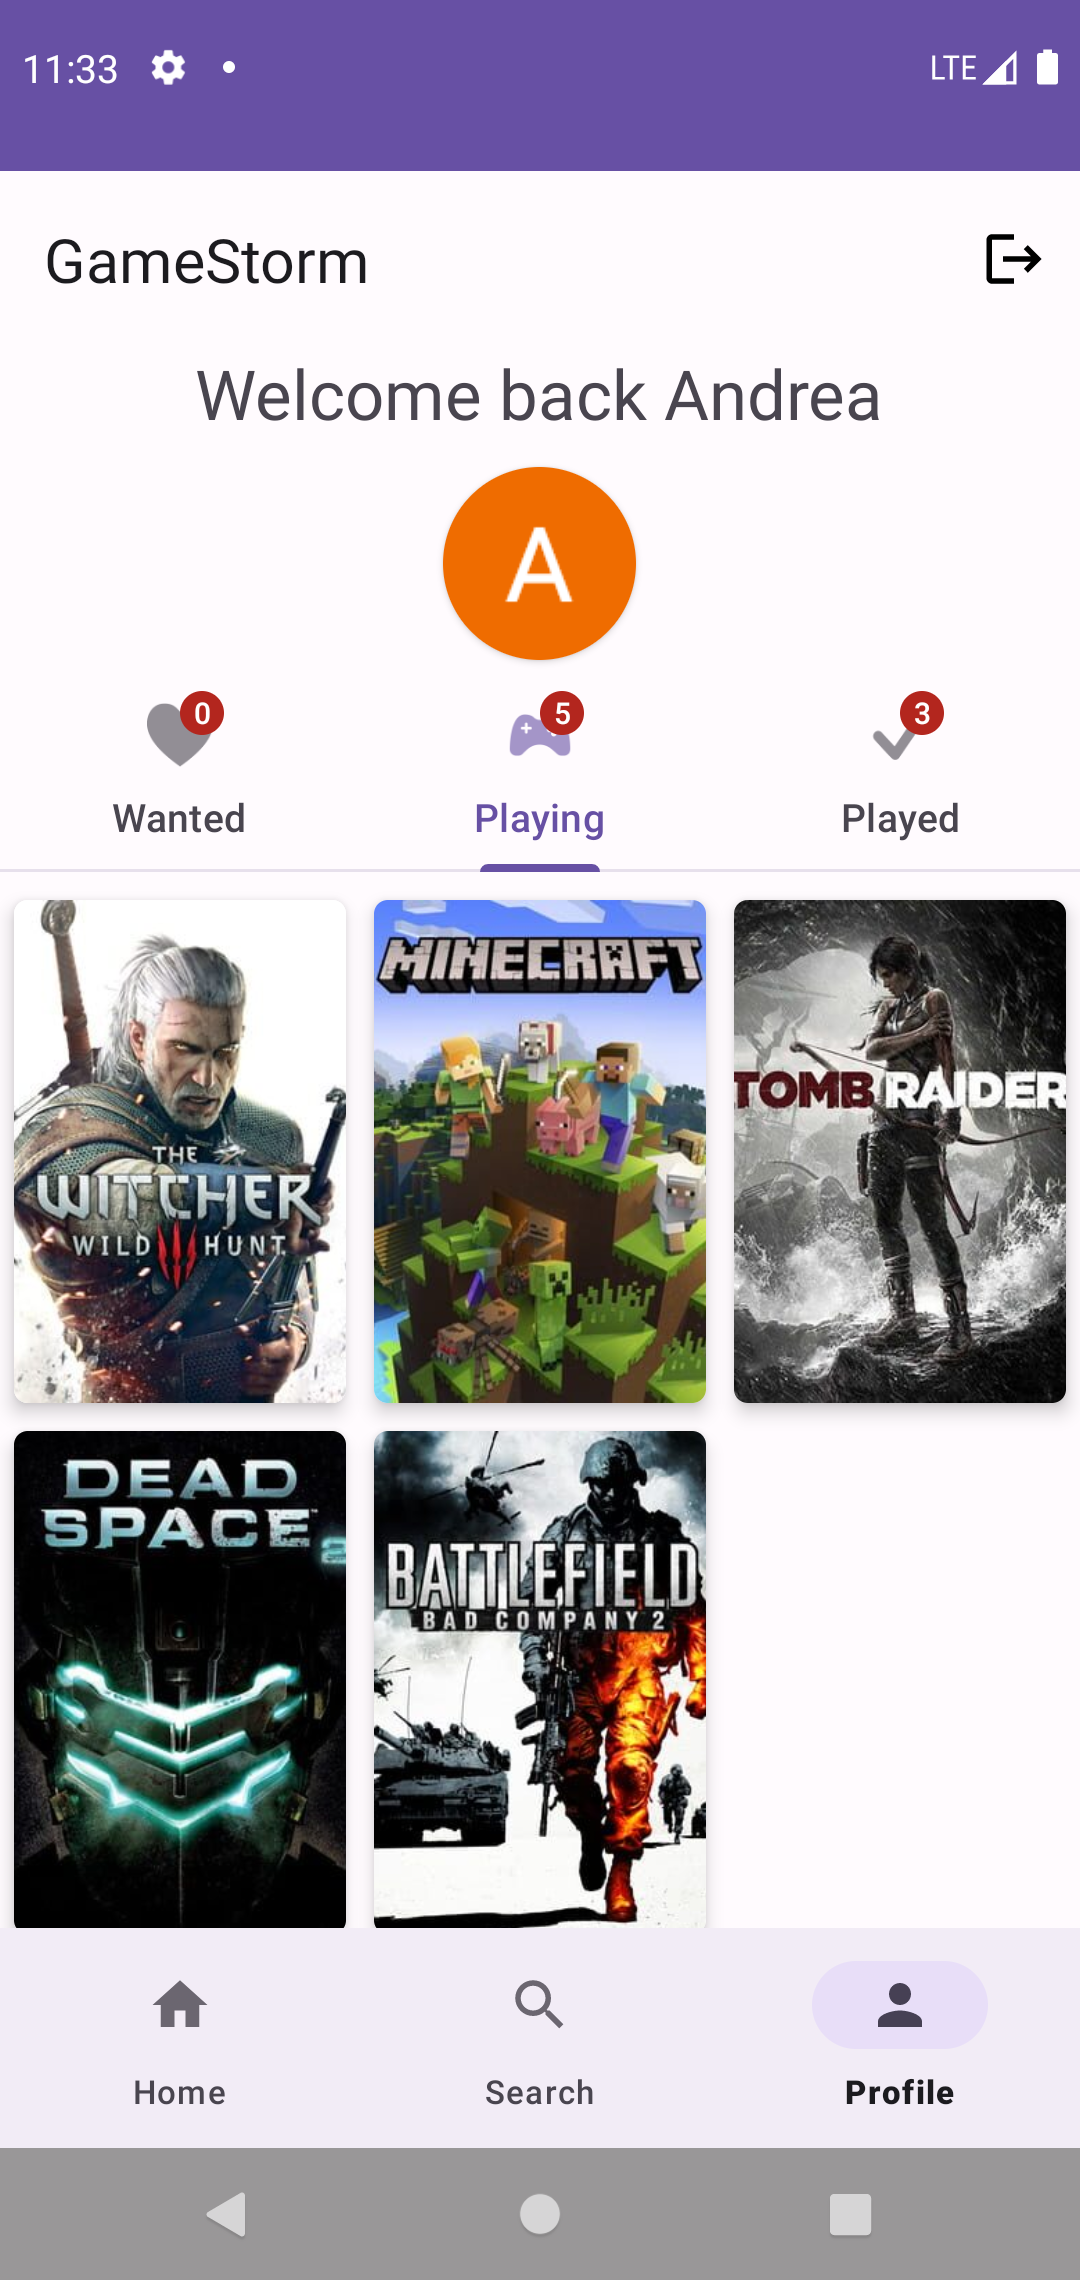 11:33
LTE
GameStorm
Welcome back Andrea
A
0
5
3
Wanted
Playing
Played
THE
WITCHER
WILD HUNT
MINECRAFT
TOMB RAIDER
DEAD
SPACE
2
BATTLEFIELD
BAD COMPANY 2
Home
Search
Profile